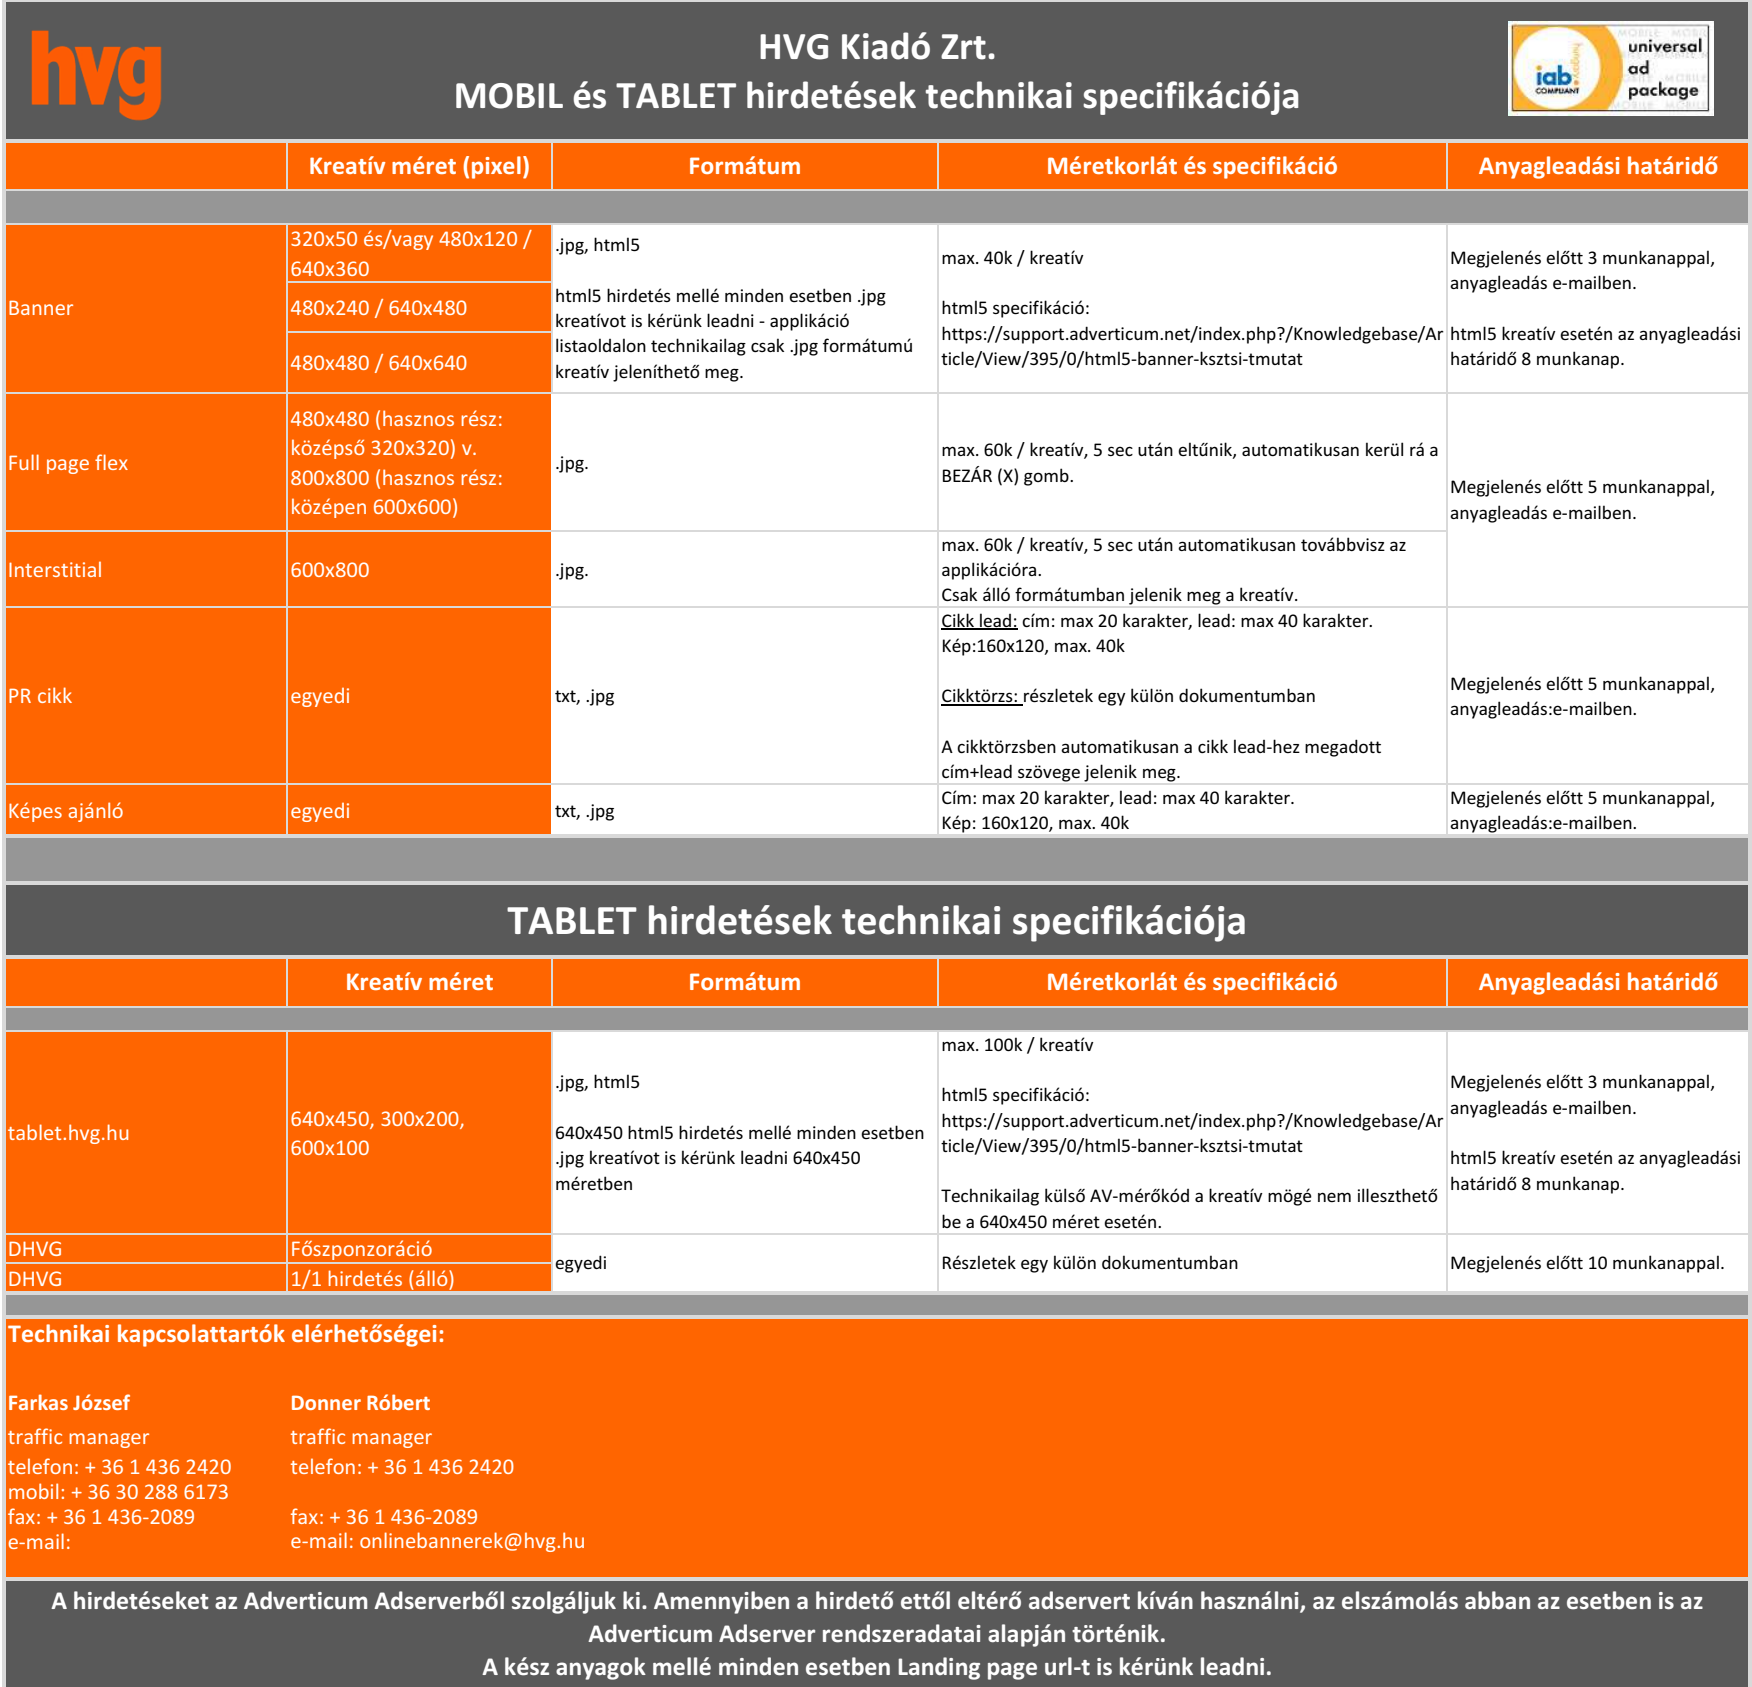 hvg
HVG Kiadó Zrt.
MOBIL és TABLET hirdetések technikai specifikációja
iab
COMPLIANT
hungary
universal
ad
package
Kreatív méret (pixel)
Formátum
Méretkorlát és specifikáció
Anyagleadási határidő
Banner
320x50 és/vagy 480x120 /
640x360
480x240 / 640x480
480x480 / 640x640
.jpg, html5
html5 hirdetés mellé minden esetben .jpg
kreatívot is kérünk leadni - applikáció
listaoldalon technikailag csak .jpg formátumú
kreatív jeleníthető meg.
max. 40k / kreatív
html5 specifikáció:
https://support.adverticum.net/index.php?/Knowledgebase/Ar
ticle/View/395/0/html5-banner-ksztsi-tmutat
Megjelenés előtt 3 munkanappal,
anyagleadás e-mailben.
html5 kreatív esetén az anyagleadási
határidő 8 munkanap.
Full page flex
480x480 (hasznos rész:
középső 320x320) v.
800x800 (hasznos rész:
középen 600x600)
.jpg.
max. 60k / kreatív, 5 sec után eltűnik, automatikusan kerül rá a
BEZÁR (X) gomb.
Megjelenés előtt 5 munkanappal,
anyagleadás e-mailben.
Interstitial
600x800
.jpg.
max. 60k / kreatív, 5 sec után automatikusan továbbvisz az
applikációra.
Csak álló formátumban jelenik meg a kreatív.
PR cikk
egyedi
txt, .jpg
Cikk lead: cím: max 20 karakter, lead: max 40 karakter.
Kép:160x120, max. 40k
Cikktörzs: részletek egy külön dokumentumban
A cikktörzsben automatikusan a cikk lead-hez megadott
cím+lead szövege jelenik meg.
Megjelenés előtt 5 munkanappal,
anyagleadás:e-mailben.
Képes ajánló
egyedi
txt, .jpg
Cím: max 20 karakter, lead: max 40 karakter.
Kép: 160x120, max. 40k
Megjelenés előtt 5 munkanappal,
anyagleadás:e-mailben.
TABLET hirdetések technikai specifikációja
Kreatív méret
Formátum
Méretkorlát és specifikáció
Anyagleadási határidő
tablet.hvg.hu
640x450, 300x200,
600x100
.jpg, html5
640x450 html5 hirdetés mellé minden esetben
.jpg kreatívot is kérünk leadni 640x450
méretben
max. 100k / kreatív
html5 specifikáció:
https://support.adverticum.net/index.php?/Knowledgebase/Ar
ticle/View/395/0/html5-banner-ksztsi-tmutat
Technikailag külső AV-mérőkód a kreatív mögé nem illeszthető
be a 640x450 méret esetén.
Megjelenés előtt 3 munkanappal,
anyagleadás e-mailben.
html5 kreatív esetén az anyagleadási
határidő 8 munkanap.
DHVG
Főszponzoráció
DHVG
1/1 hirdetés (álló)
egyedi
Részletek egy külön dokumentumban
Megjelenés előtt 10 munkanappal.
Technikai kapcsolattartók elérhetőségei:
Farkas József
traffic manager
telefon: + 36 1 436 2420
mobil: + 36 30 288 6173
fax: + 36 1 436-2089
e-mail:
Donner Róbert
traffic manager
telefon: + 36 1 436 2420
fax: + 36 1 436-2089
e-mail: onlinebannerek@hvg.hu
A hirdetéseket az Adverticum Adserverből szolgáljuk ki. Amennyiben a hirdető ettől eltérő adservert kíván használni, az elszámolás abban az esetben is az
Adverticum Adserver rendszeradatai alapján történik.
A kész anyagok mellé minden esetben Landing page url-t is kérünk leadni.